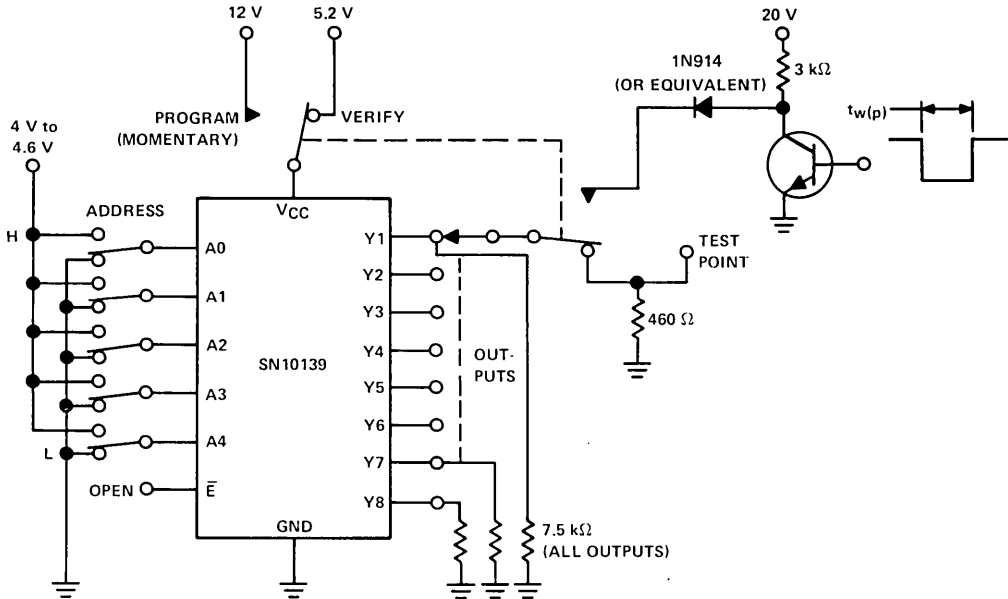 12 V
5.2 V
20 V
1N914
(OR EQUIVALENT)
3 kΩ
tw(p)
PROGRAM
(MOMENTARY)
VERIFY
4 V to
4.6 V
ADDRESS
VCC
H
A0
Y1
TEST
POINT
A1
Y2
A2
Y3
460 Ω
SN10139
Y4
OUT-
PUTS
A3
Y5
A4
Y6
L
Y7
OPEN
E̅
Y8
GND
7.5 kΩ
(ALL OUTPUTS)